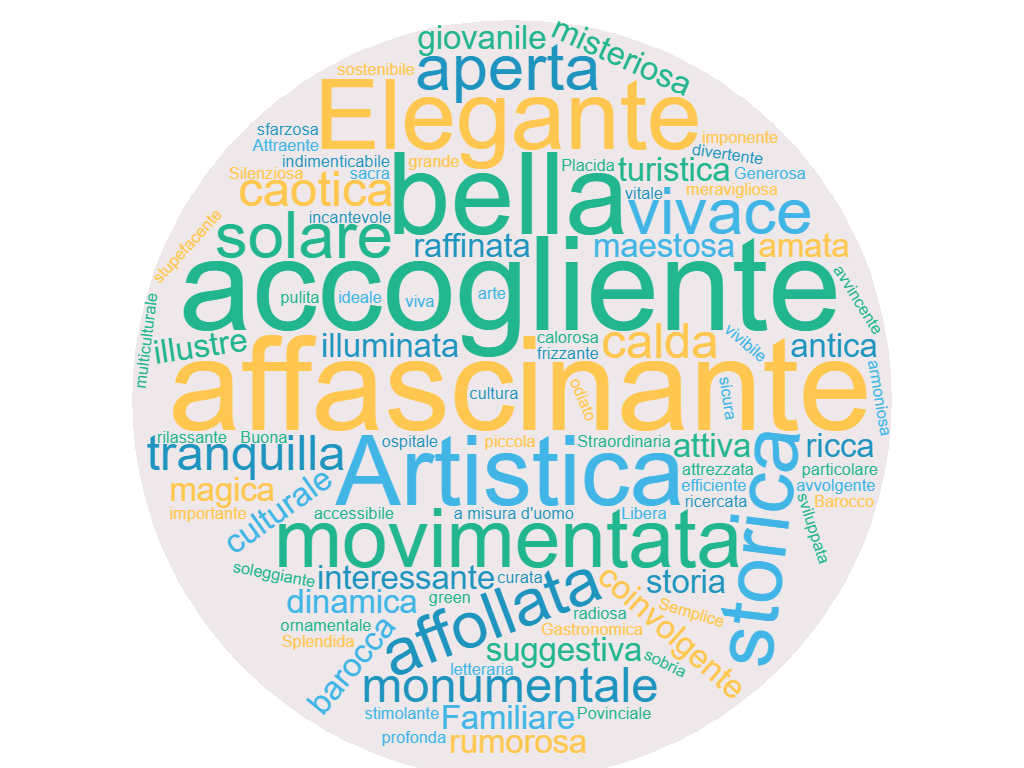 giovanile
misteriosa
sostenibile
aperta
Elegante
sfarzosa
imponente
Attraente
divertente
indimenticabile
grande
bella
Placida
turistica
Silenziosa
sacra
Generosa
caotica
vitale
meravigliosa
incantevole
vivace
solare
raffinata
maestosa
amata
stupefacente
accogliente
avvincente
pulita
ideale
viva
arte
multiculturale
illustre
illuminata
calorosa
frizzante
calda
vivibile
antica
affascinante
armoniosa
cultura
odiato
sicura
rilassante
Buona
ospitale
piccola
Straordinaria
attiva
ricca
tranquilla
Artistica
attrezzata
particolare
storica
magica
efficiente
avvolgente
culturale
ricercata
Barocco
importante
accessibile
a misura d'uomo
Libera
sviluppata
movimentata
soleggiante
interessante
curata
storia
dinamica
green
affollata
coinvolgente
Semplice
ornamentale
radiosa
Splendida
Gastronomica
barocca
suggestiva
sobria
letteraria
monumentale
stimolante
Familiare
Povinciale
profonda
rumorosa